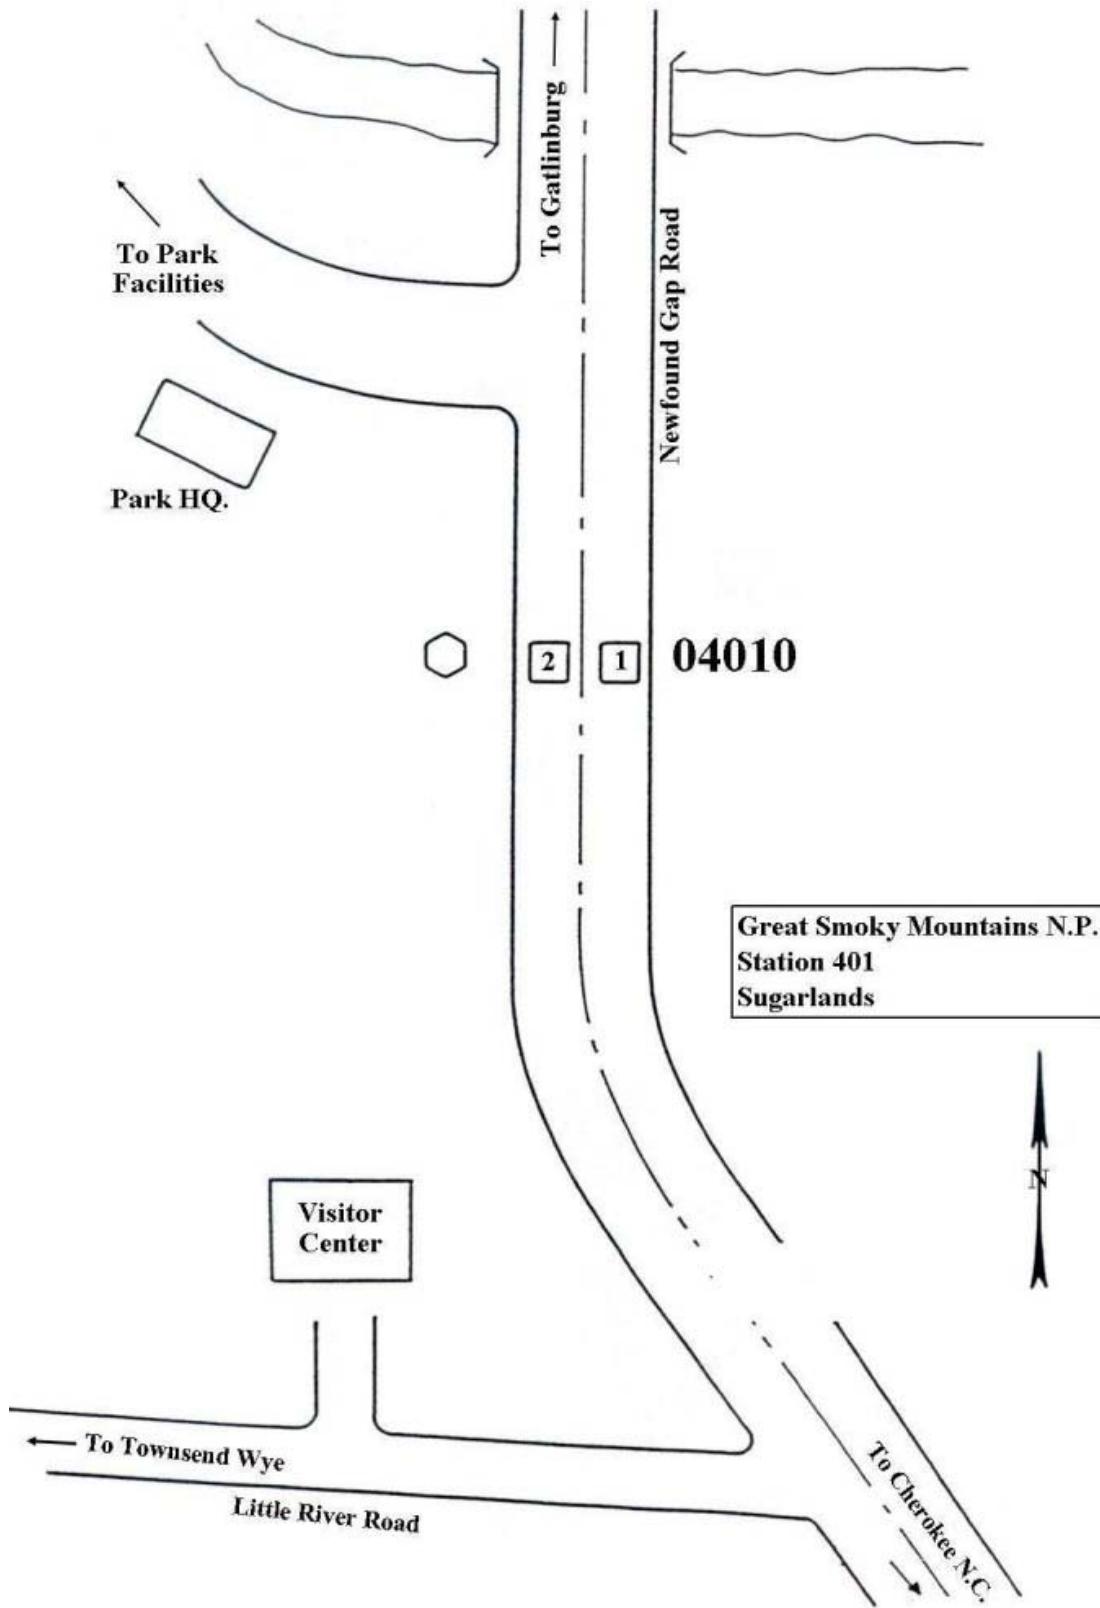 To Gatlinburg
To Park
Facilities
Newfound Gap Road
Park HQ.
2
1
04010
Great Smoky Mountains N.P.
Station 401
Sugarlands
N
Visitor
Center
To Townsend Wye
Little River Road
To Cherokee N.C.